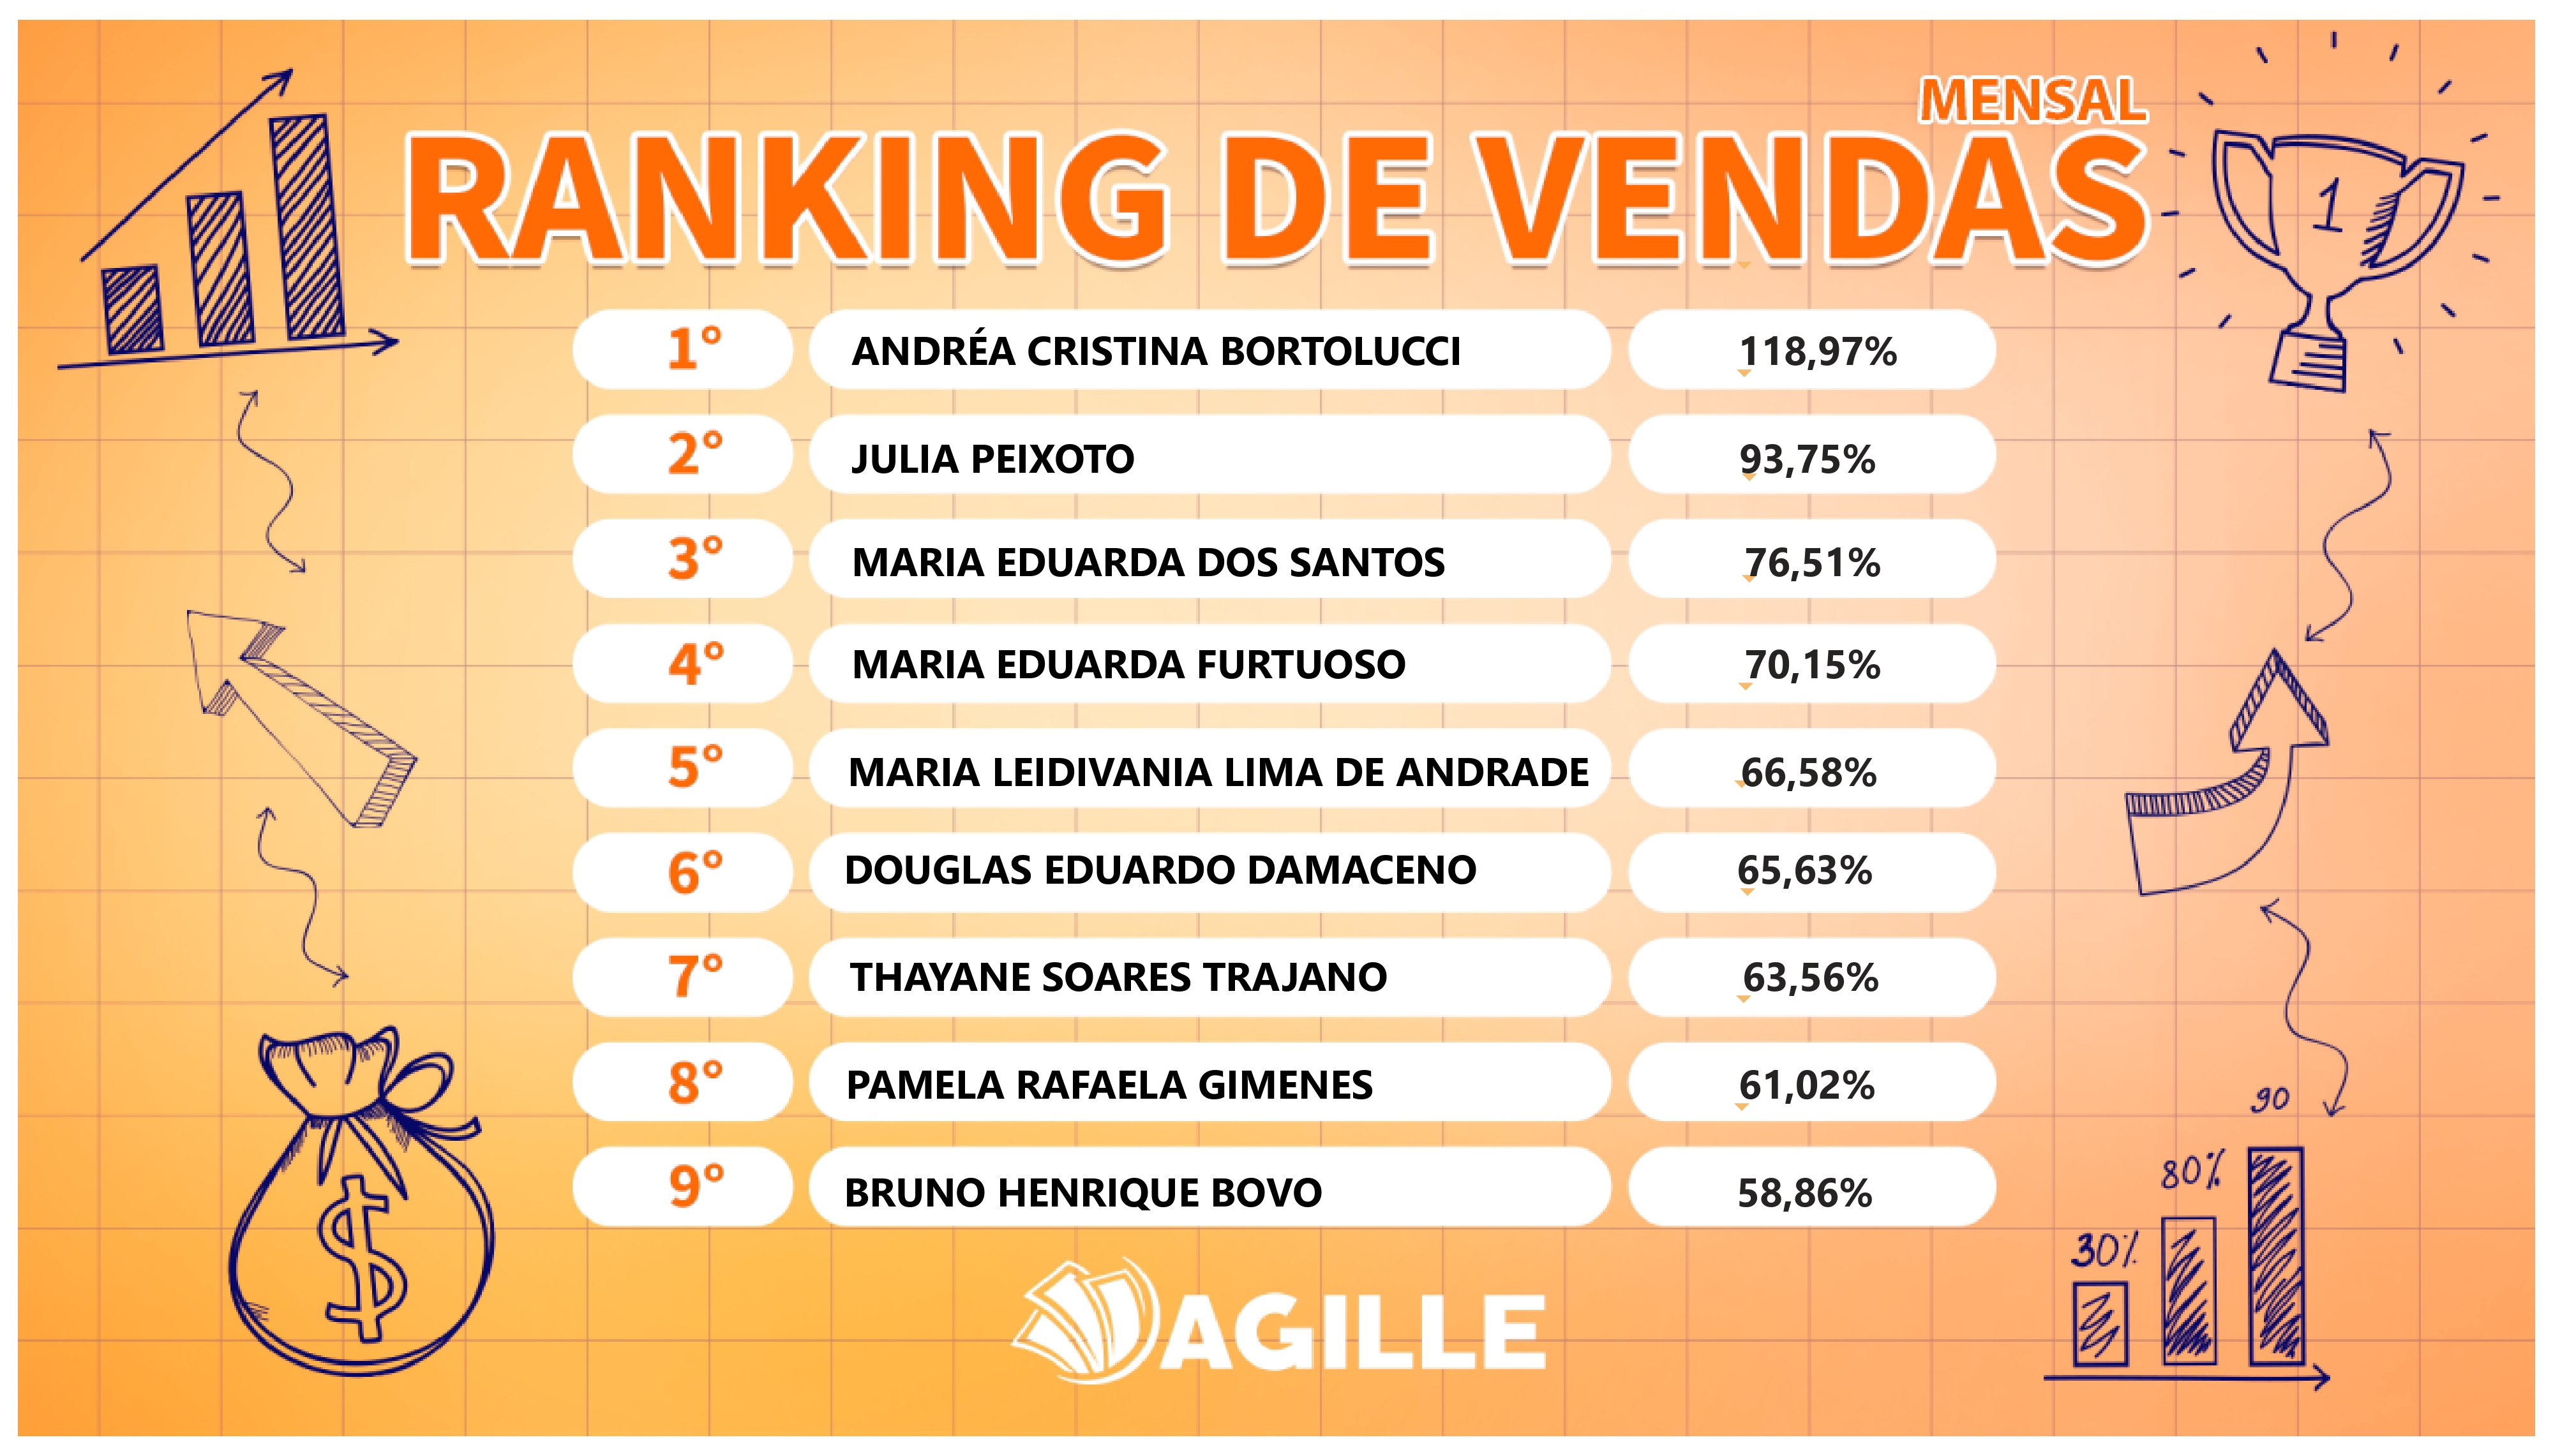 MENSAL
RANKING DE VENDAS
1
1° ANDRÉA CRISTINA BORTOLUCCI 118,97%
2° JULIA PEIXOTO 93,75%
3° MARIA EDUARDA DOS SANTOS 76,51%
4° MARIA EDUARDA FURTUOSO 70,15%
5° MARIA LEIDIVANIA LIMA DE ANDRADE 66,58%
6° DOUGLAS EDUARDO DAMACENO 65,63%
7° THAYANE SOARES TRAJANO 63,56%
8° PAMELA RAFAELA GIMENES 61,02%
9° BRUNO HENRIQUE BOVO 58,86%
$
90
80%
30%
AGILLE